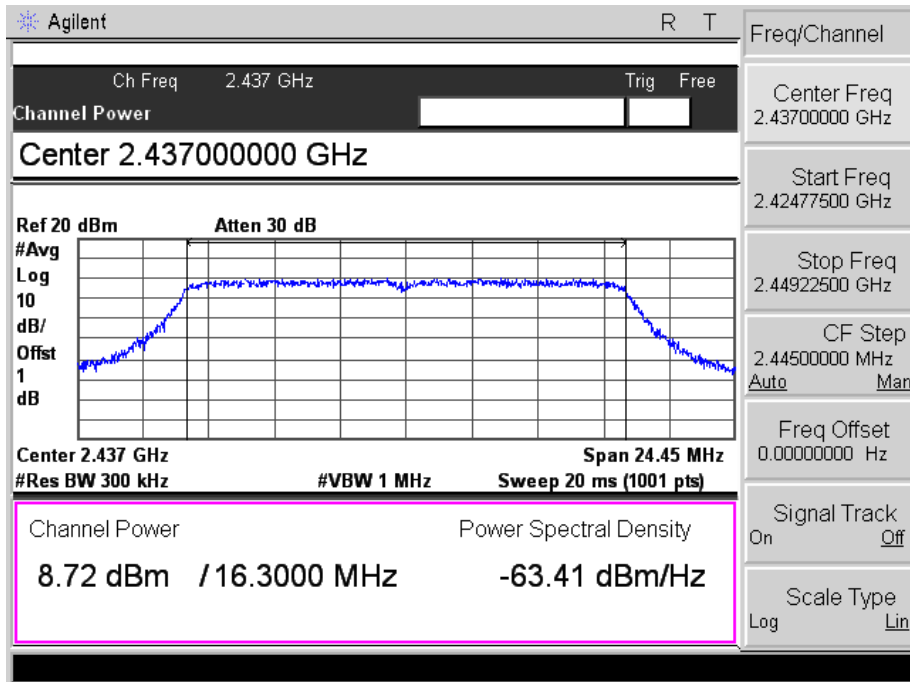 Agilent
R T
Ch Freq 2.437 GHz Trig Free
Channel Power
Center 2.437000000 GHz
Ref 20 dBm Atten 30 dB
#Avg
Log
10
dB/
Offst
1
dB
Center 2.437 GHz Span 24.45 MHz
#Res BW 300 kHz #VBW 1 MHz Sweep 20 ms (1001 pts)
Channel Power Power Spectral Density
8.72 dBm / 16.3000 MHz -63.41 dBm/Hz
Freq/Channel
Center Freq
2.43700000 GHz
Start Freq
2.42477500 GHz
Stop Freq
2.44922500 GHz
CF Step
2.44500000 MHz
Auto Man
Freq Offset
0.00000000 Hz
Signal Track
On Off
Scale Type
Log Lin